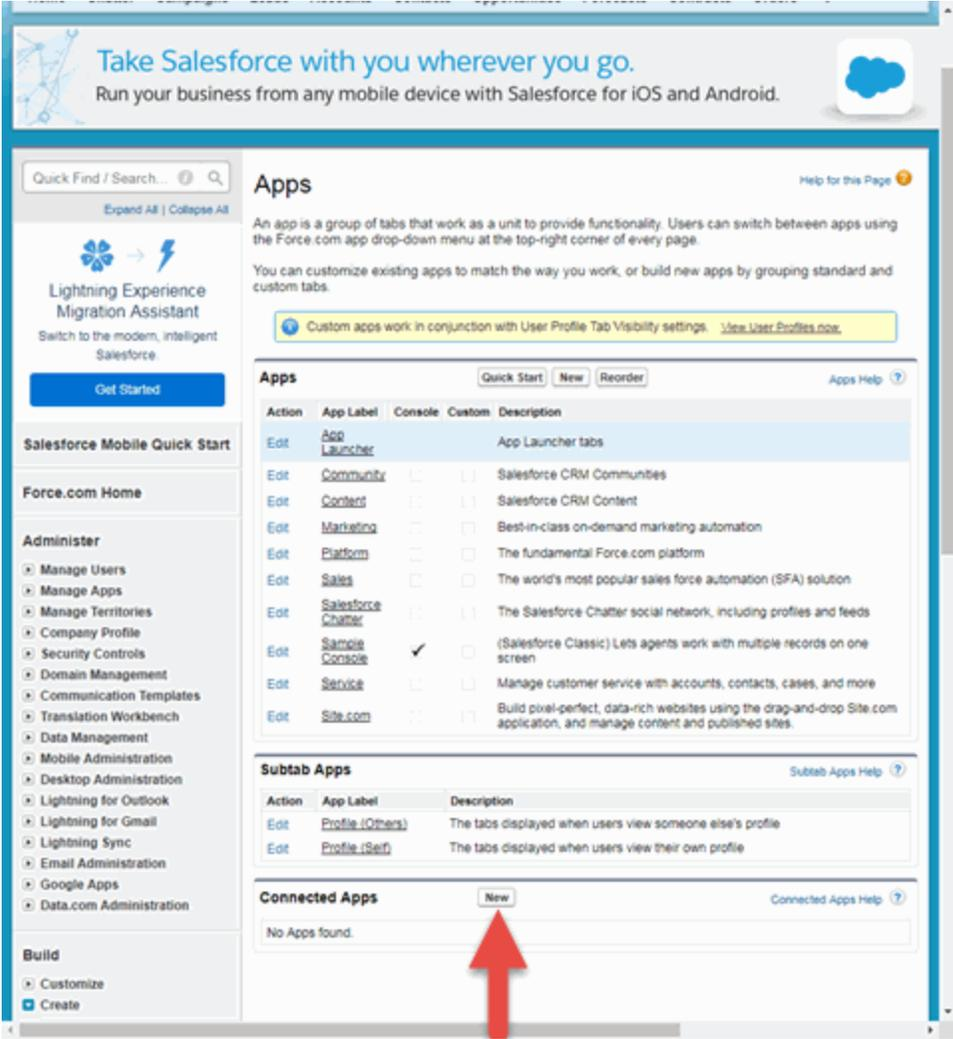 Take Salesforce with you wherever you go.
Run your business from any mobile device with Salesforce for iOS and Android.
Quick Find / Search...
Expand All | Collapse All
Lightning Experience
Migration Assistant
Switch to the modern, intelligent
Salesforce.
Get Started
Salesforce Mobile Quick Start
Force.com Home
Administer
Manage Users
Manage Apps
Manage Territories
Company Profile
Security Controls
Domain Management
Communication Templates
Translation Workbench
Data Management
Mobile Administration
Desktop Administration
Lightning for Outlook
Lightning for Gmail
Lightning Sync
Email Administration
Google Apps
Data.com Administration
Build
Customize
Create
Apps
Help for this Page ?
An app is a group of tabs that work as a unit to provide functionality. Users can switch between apps using
the Force.com app drop-down menu at the top-right corner of every page.
You can customize existing apps to match the way you work, or build new apps by grouping standard and
custom tabs.
Custom apps work in conjunction with User Profile Tab Visibility settings. View User Profiles now.
Apps Quick Start New Reorder Apps Help ?
Action App Label Console Custom Description
Edit App Launcher App Launcher tabs
Edit Community Salesforce CRM Communities
Edit Content Salesforce CRM Content
Edit Marketing Best-in-class on-demand marketing automation
Edit Platform The fundamental Force.com platform
Edit Sales The world's most popular sales force automation (SFA) solution
Edit Salesforce Chatter The Salesforce Chatter social network, including profiles and feeds
Edit Sample Console ✓ (Salesforce Classic) Lets agents work with multiple records on one
screen
Edit Service Manage customer service with accounts, contacts, cases, and more
Edit Site.com Build pixel-perfect, data-rich websites using the drag-and-drop Site.com
application, and manage content and published sites.
Subtab Apps Subtab Apps Help ?
Action App Label Description
Edit Profile (Others) The tabs displayed when users view someone else's profile
Edit Profile (Self) The tabs displayed when users view their own profile
Connected Apps New Connected Apps Help ?
No Apps found.